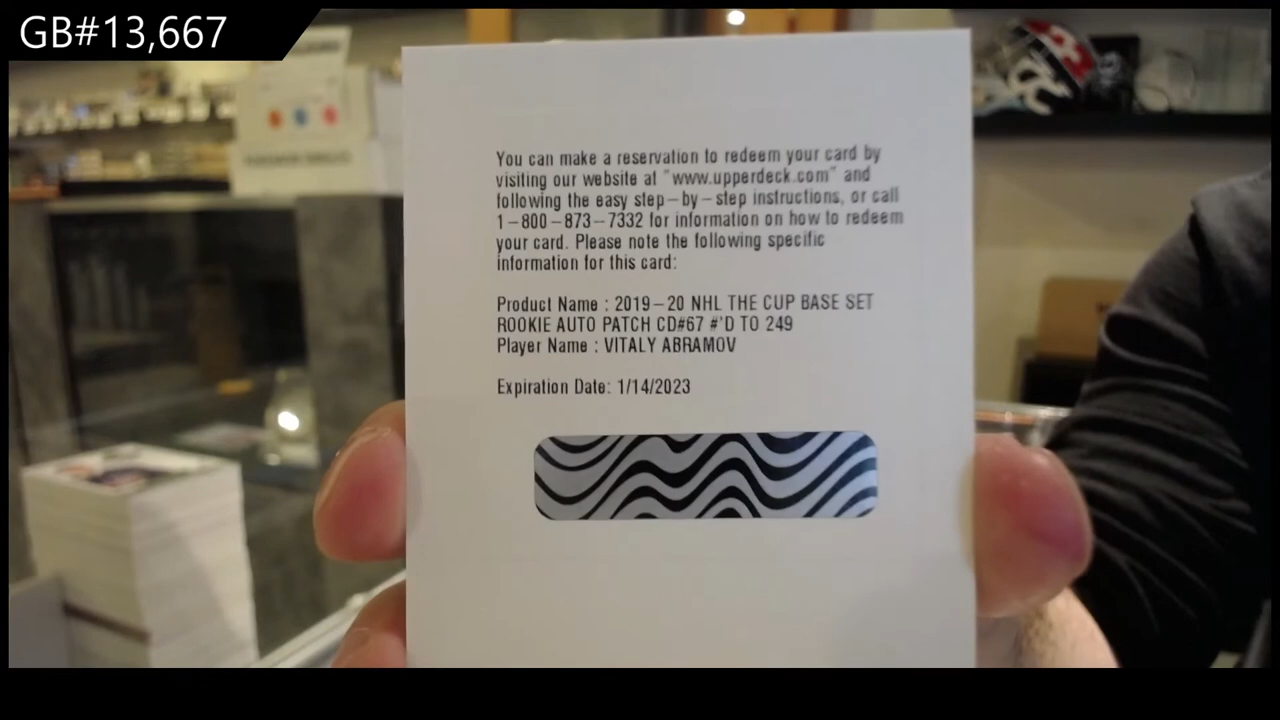 GB#13,667
You can make a reservation to redeem your card by
visiting our website at "www.upperdeck.com" and
following the easy step-by-step instructions, or call
1-800-873-7332 for information on how to redeem
your card. Please note the following specific
information for this card:
Product Name : 2019-20 NHL THE CUP BASE SET
ROOKIE AUTO PATCH CD#67 #'D TO 249
Player Name : VITALY ABRAMOV
Expiration Date: 1/14/2023